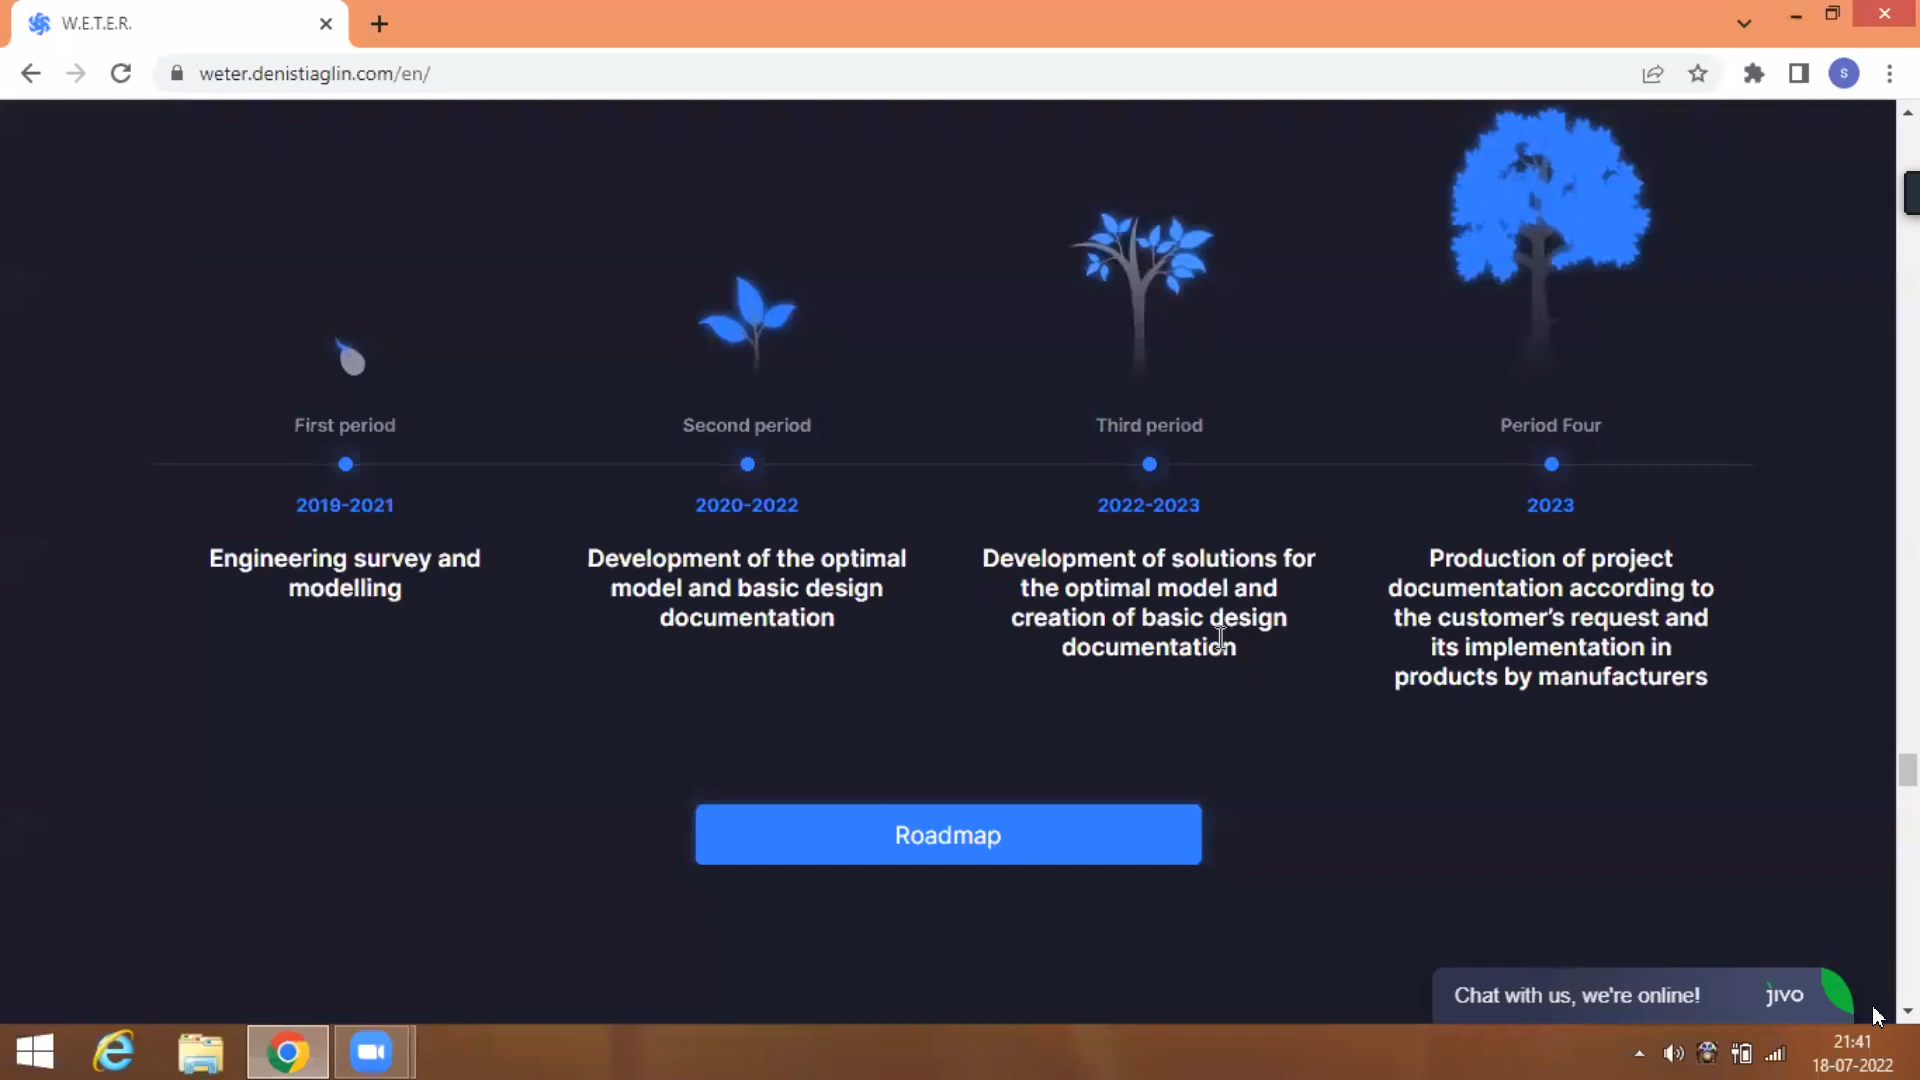 W.E.T.E.R.
weter.denistiaglin.com/en/
S
First period
Second period
Third period
Period Four
2019-2021
2020-2022
2022-2023
2023
Engineering survey and
modelling
Development of the optimal
model and basic design
documentation
Development of solutions for
the optimal model and
creation of basic design
documentation
Production of project
documentation according to
the customer's request and
its implementation in
products by manufacturers
Roadmap
Chat with us, we're online!
jivo
21:41
18-07-2022